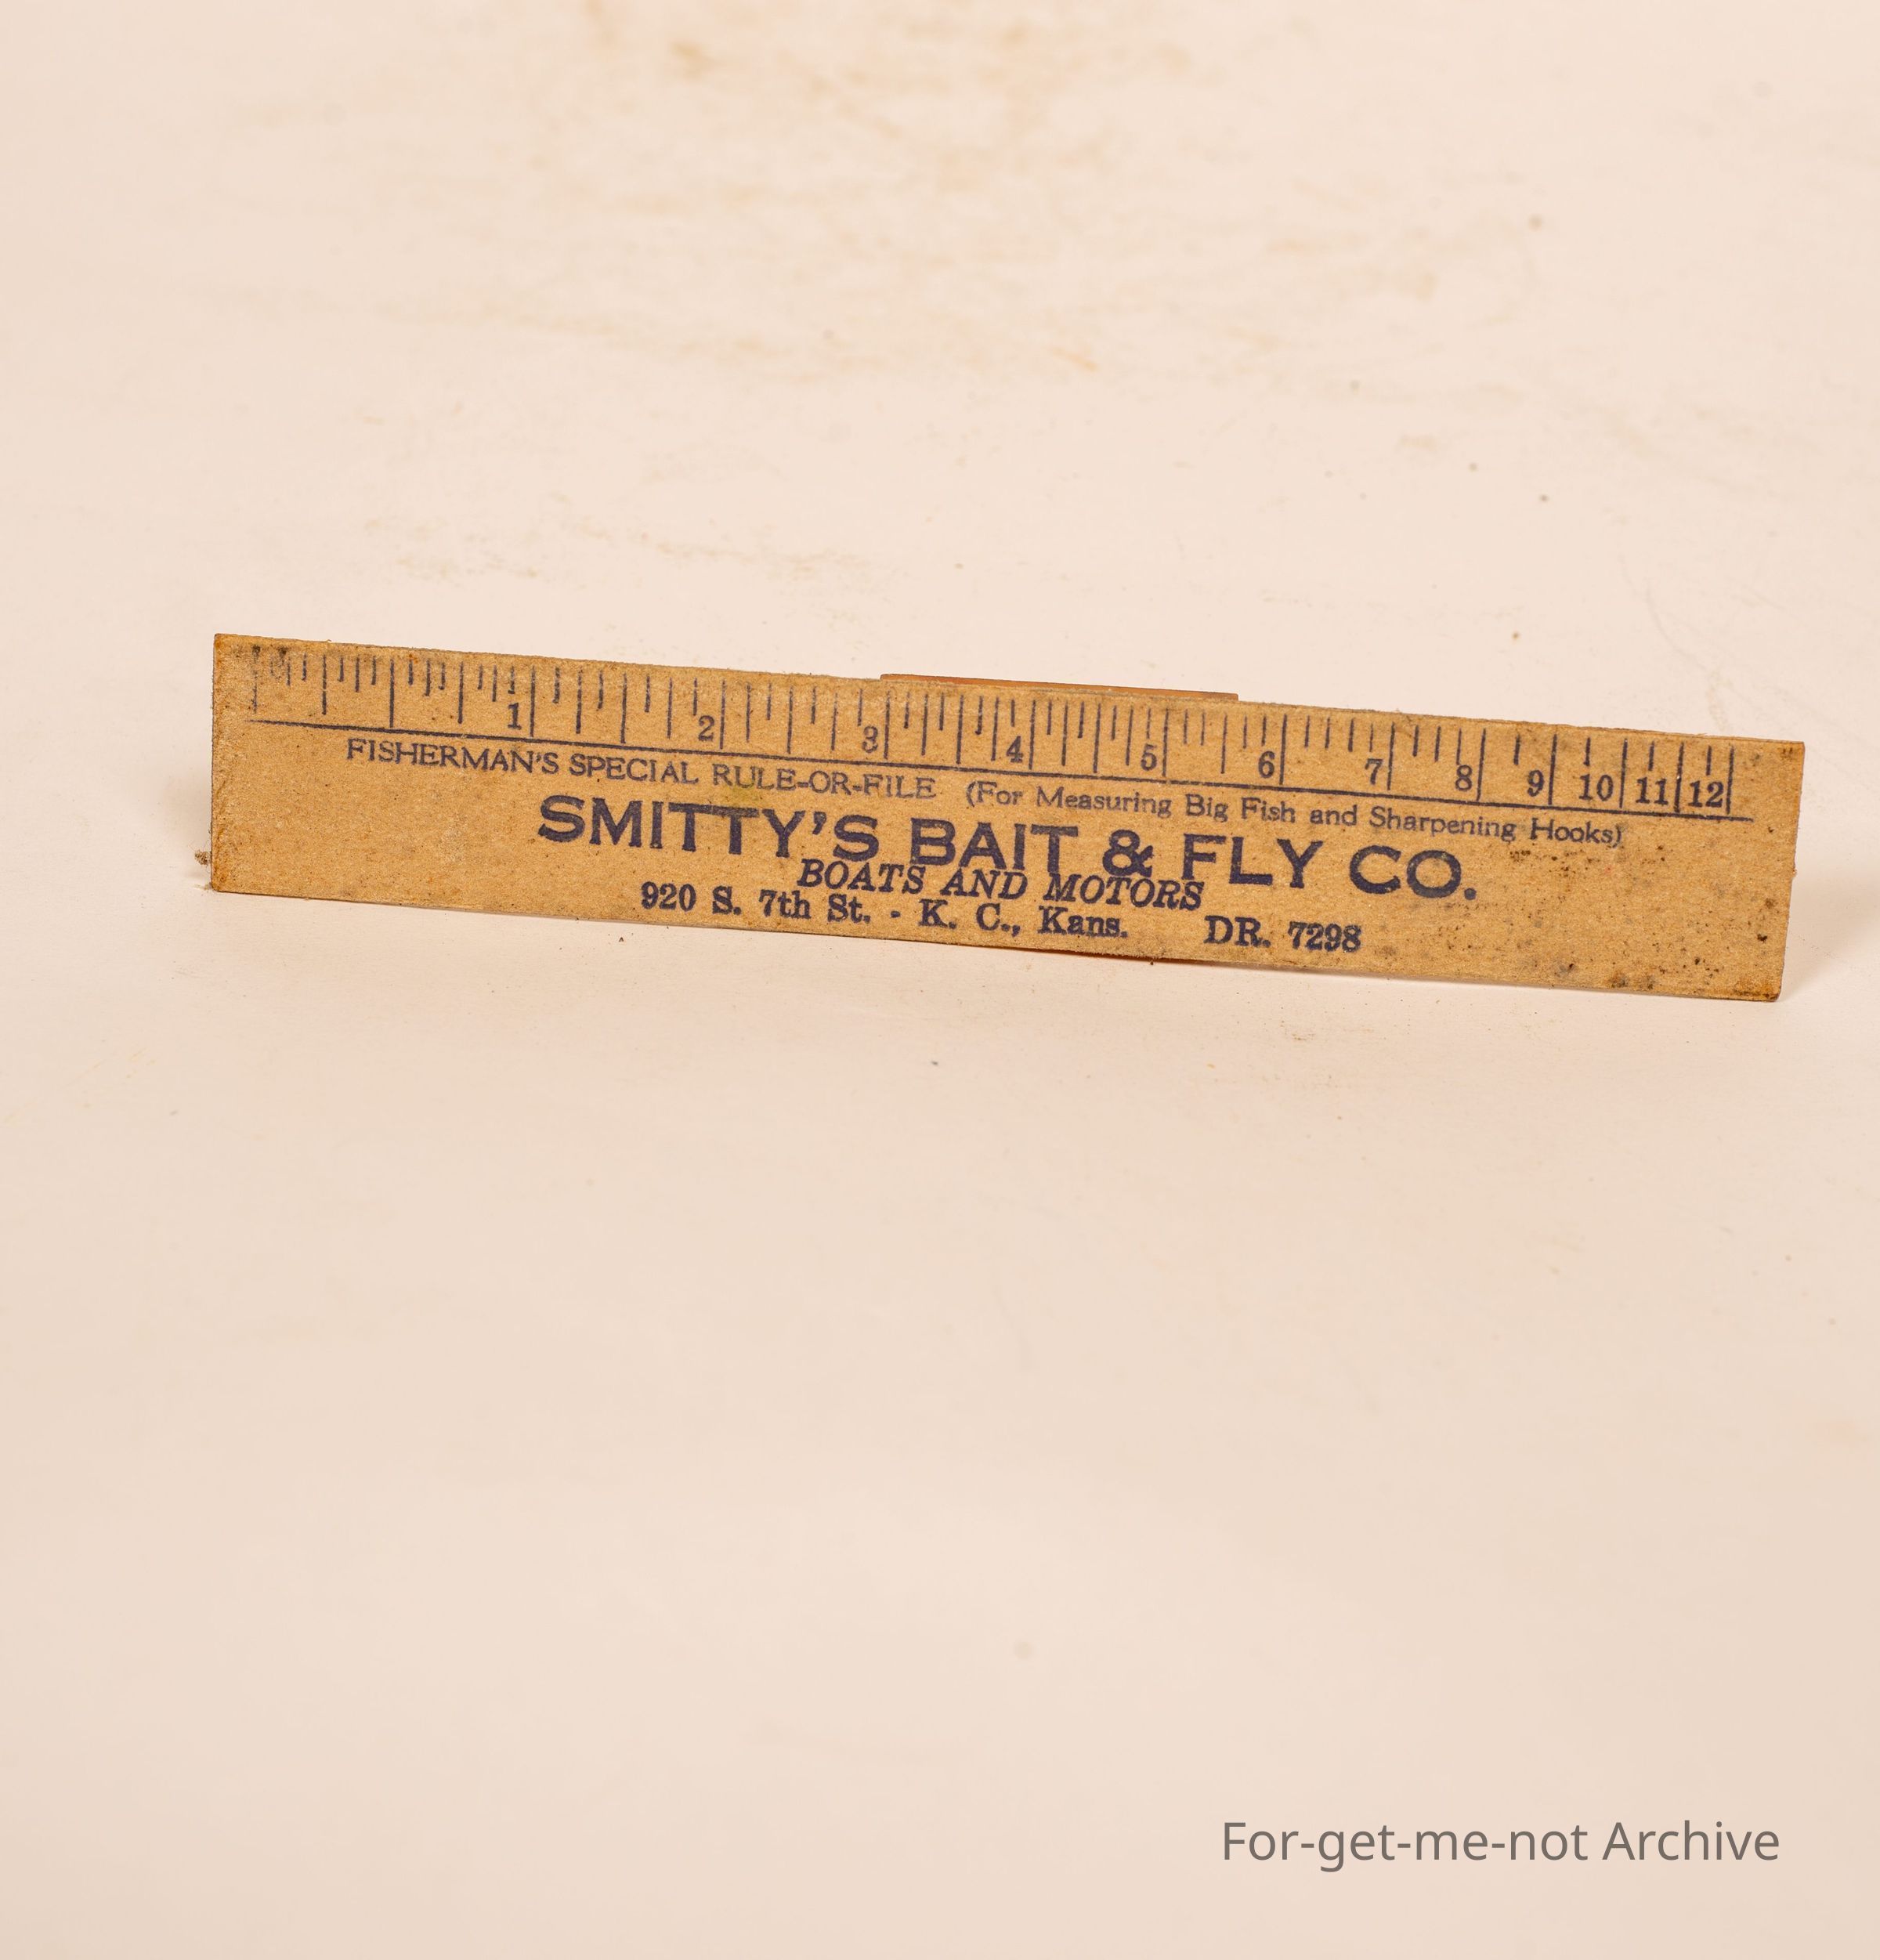 1 2 3 4 5 6 7 8 9 10 11 12
FISHERMAN'S SPECIAL RULE-OR-FILE (For Measuring Big Fish and Sharpening Hooks)
SMITTY'S BAIT & FLY CO.
BOATS AND MOTORS
920 S. 7th St. - K. C., Kans. DR. 7298
For-get-me-not Archive